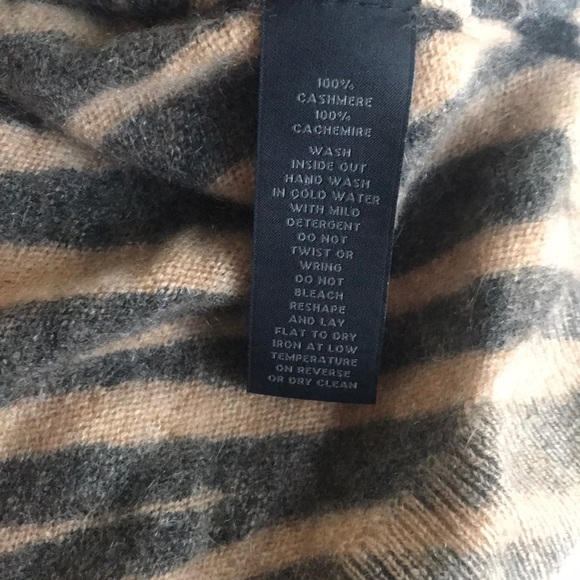 100%
CASHMERE
100%
CACHEMIRE
WASH
INSIDE OUT
HAND WASH
IN COLD WATER
WITH MILD
DETERGENT
DO NOT
TWIST OR
WRING
DO NOT
BLEACH
RESHAPE
AND LAY
FLAT TO DRY
IRON AT LOW
TEMPERATURE
ON REVERSE
OR DRY CLEAN